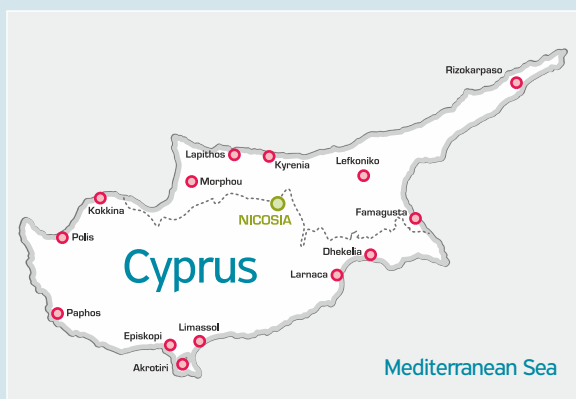 Rizokarpaso
Lapithos
Kyrenia
Lefkoniko
Morphou
Kokkina
NICOSIA
Famagusta
Polis
Dhekelia
Cyprus
Larnaca
Paphos
Limassol
Episkopi
Akrotiri
Mediterranean Sea